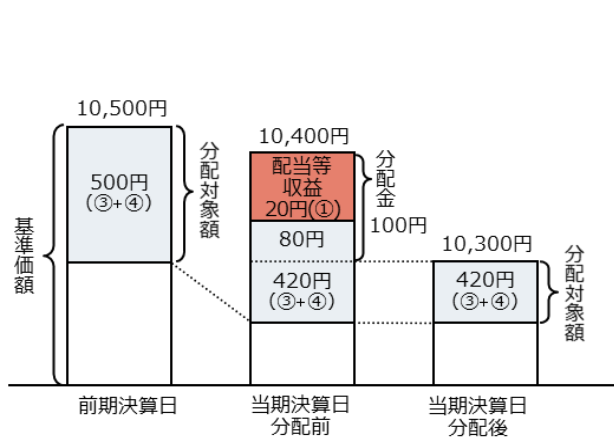 10,500円
500円
(③+④)
分配対象額
基準価額
10,400円
配当等
収益
20円(①)
80円
420円
(③+④)
分配金
100円
10,300円
420円
(③+④)
分配対象額
前期決算日
当期決算日
分配前
当期決算日
分配後